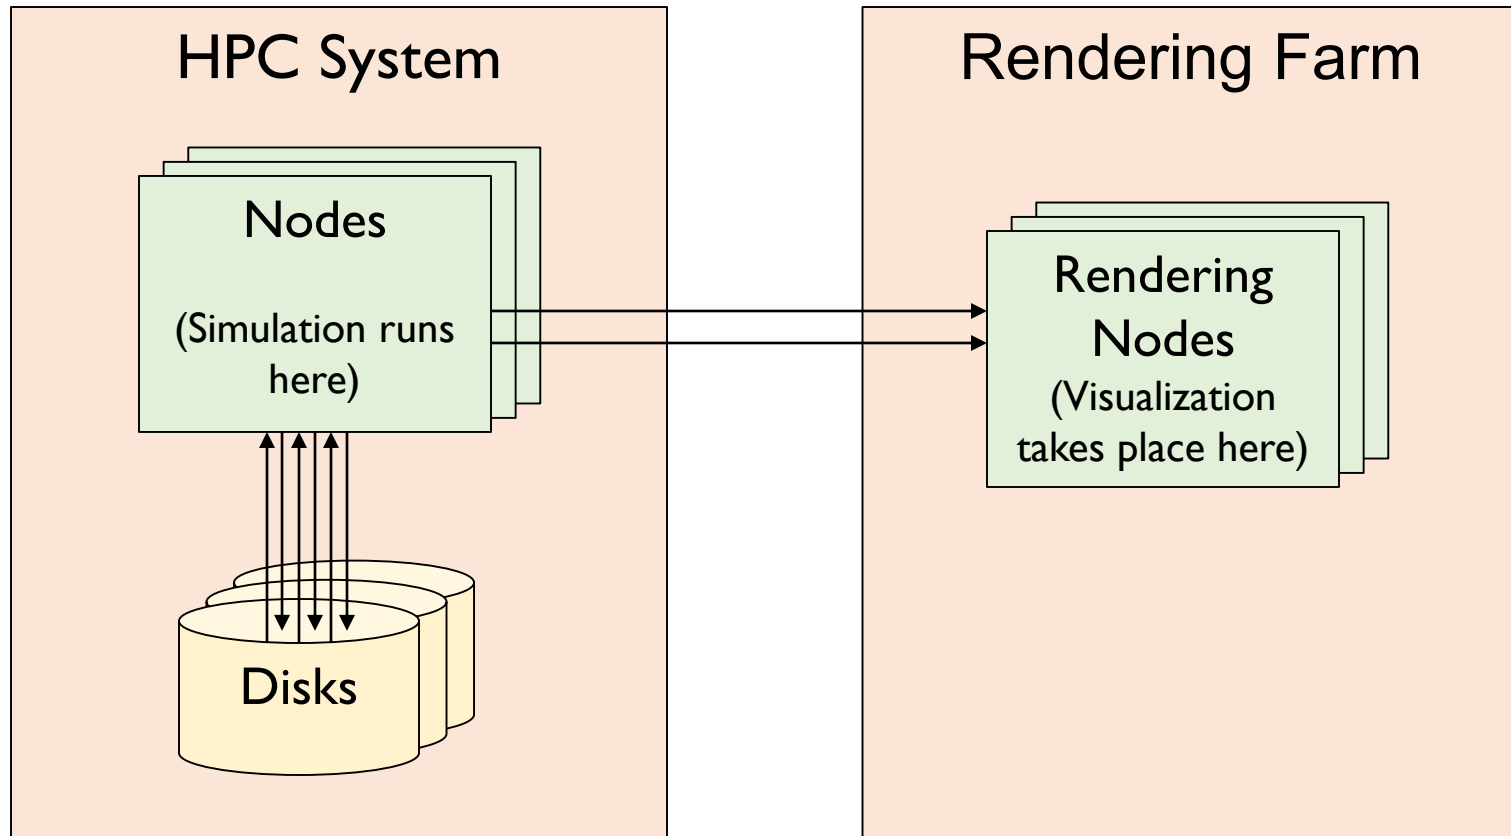 HPC System
Rendering Farm
Nodes
(Simulation runs
here)
Rendering
Nodes
(Visualization
takes place here)
Disks